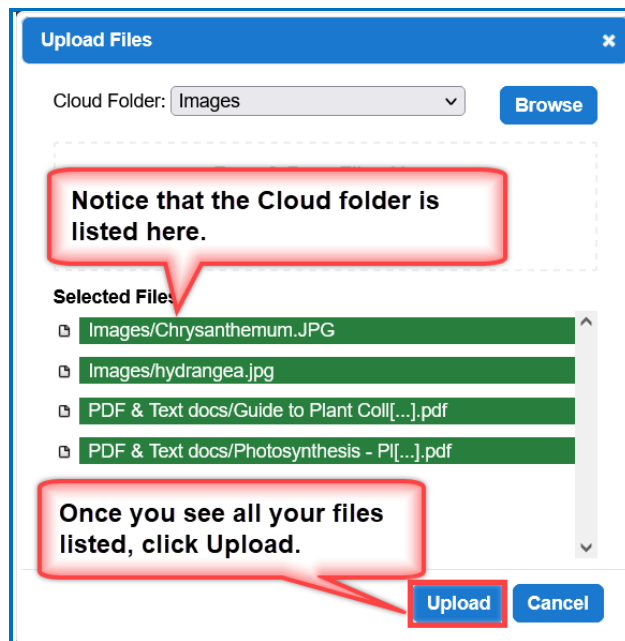 Upload Files
Cloud Folder: Images
Browse
Notice that the Cloud folder is
listed here.
Selected Files
Images/Chrysanthemum.JPG
Images/hydrangea.jpg
PDF & Text docs/Guide to Plant Coll[...].pdf
PDF & Text docs/Photosynthesis - Pl[...].pdf
Once you see all your files
listed, click Upload.
Upload
Cancel